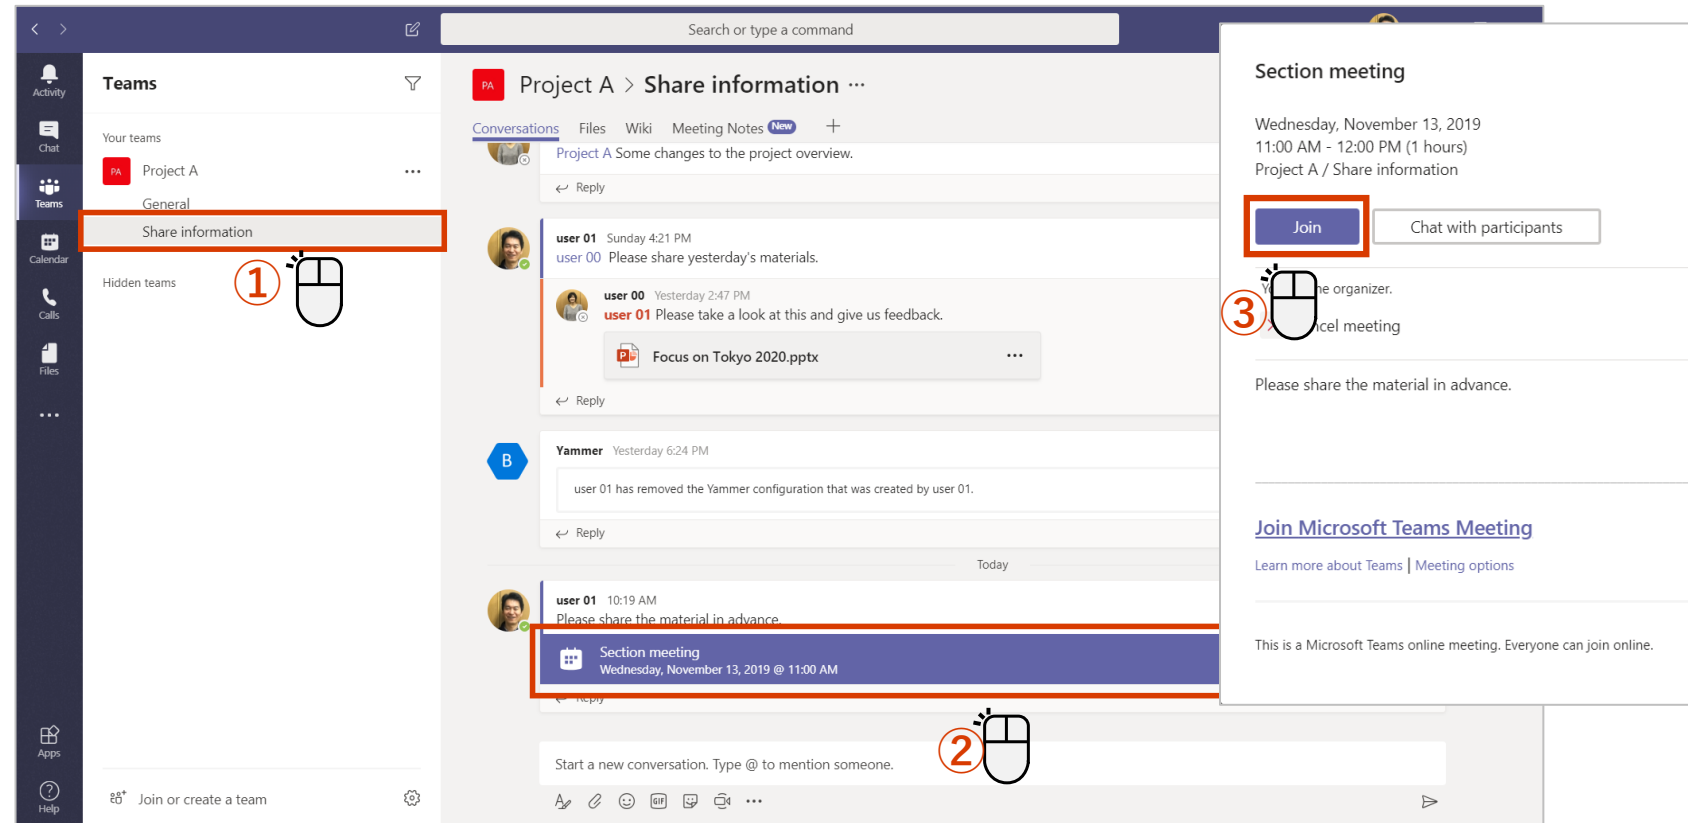 Search or type a command
Activity
Chat
Teams
Calendar
Calls
Files
Apps
Help
Teams
Your teams
PA Project A
General
Share information
Hidden teams
①
Join or create a team
PA Project A > Share information
Conversations Files Wiki Meeting Notes New
Project A Some changes to the project overview.
Reply
user 01 Sunday 4:21 PM
user 00 Please share yesterday's materials.
user 00 Yesterday 2:47 PM
user 01 Please take a look at this and give us feedback.
Focus on Tokyo 2020.pptx
Reply
B
Yammer Yesterday 6:24 PM
user 01 has removed the Yammer configuration that was created by user 01.
Reply
Today
user 01 10:19 AM
Please share the material in advance.
Section meeting
Wednesday, November 13, 2019 @ 11:00 AM
Reply
②
Start a new conversation. Type @ to mention someone.
GIF
Section meeting
Wednesday, November 13, 2019
11:00 AM - 12:00 PM (1 hours)
Project A / Share information
Join Chat with participants
organizer.
③
meeting
Please share the material in advance.
Join Microsoft Teams Meeting
Learn more about Teams | Meeting options
This is a Microsoft Teams online meeting. Everyone can join online.